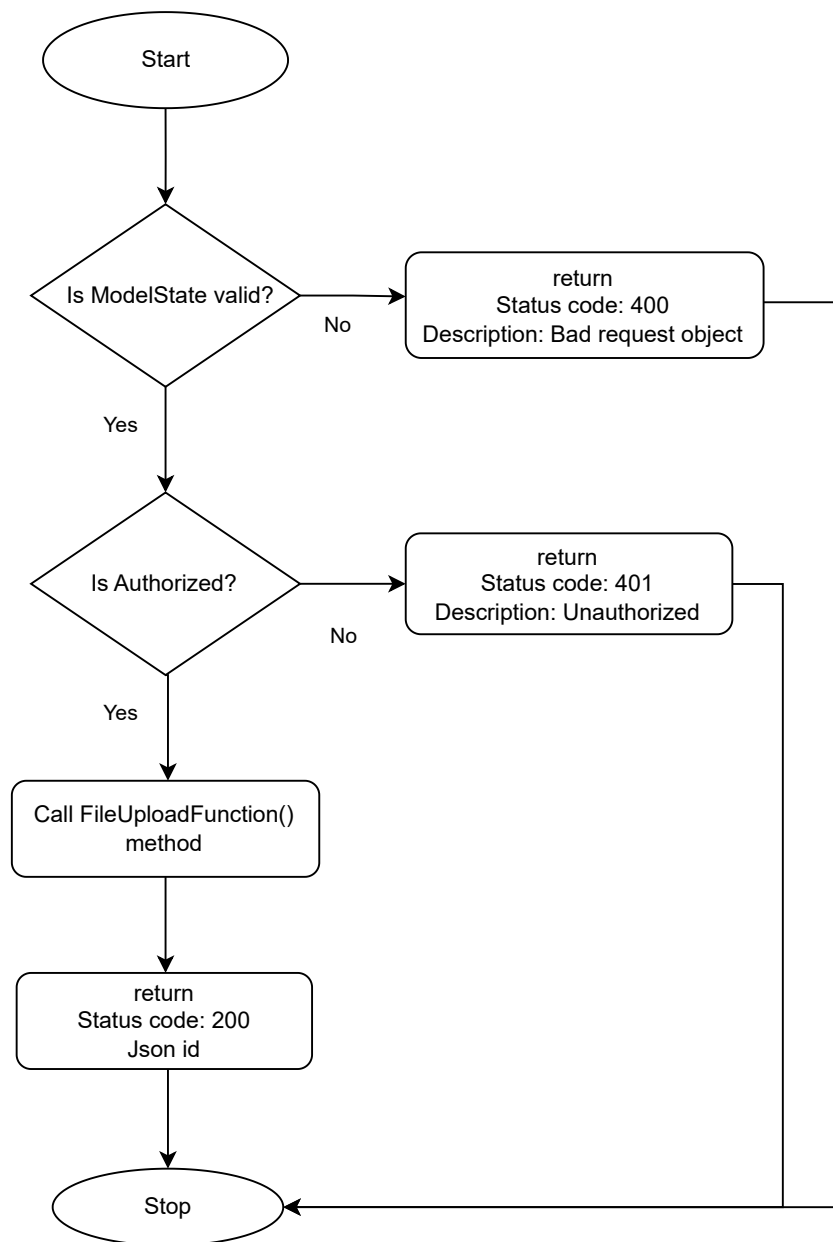 Start
Is ModelState valid?
No
return
Status code: 400
Description: Bad request object
Yes
Is Authorized?
No
return
Status code: 401
Description: Unauthorized
Yes
Call FileUploadFunction()
method
return
Status code: 200
Json id
Stop